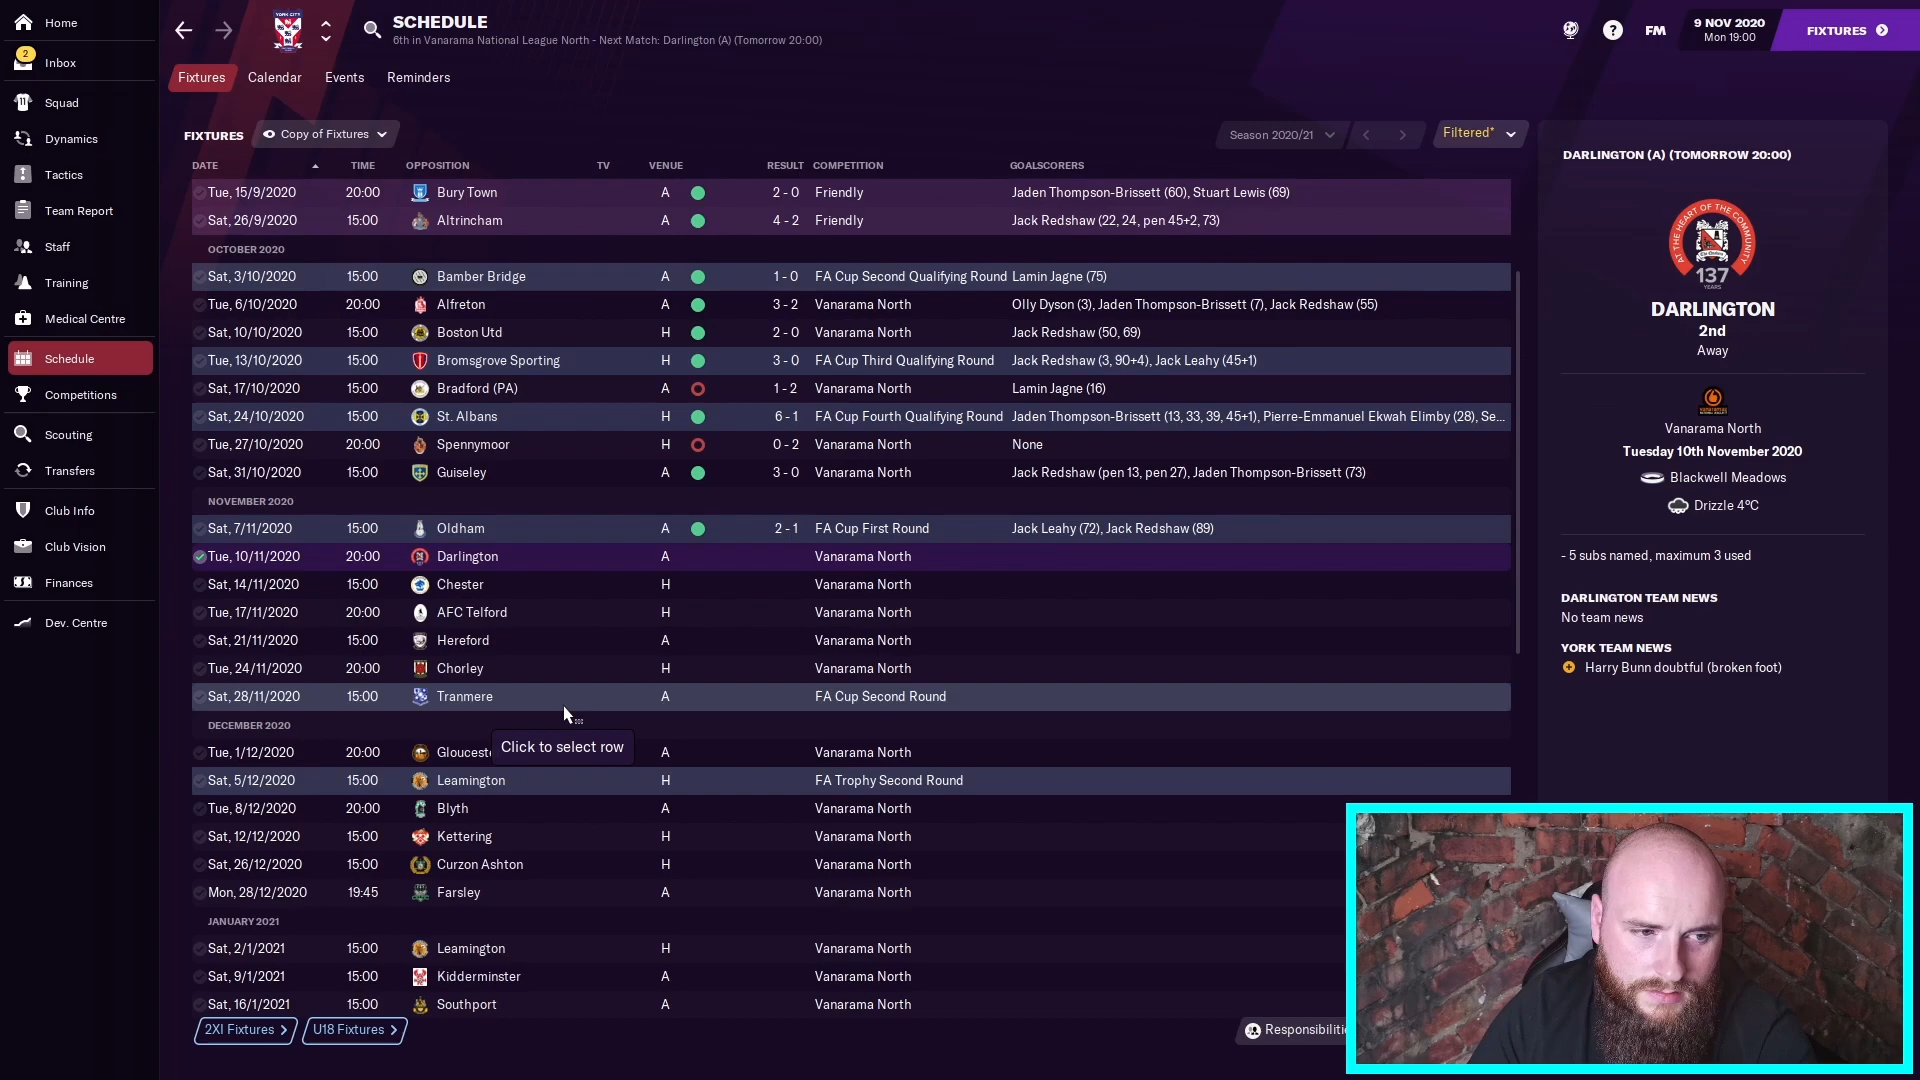 Home
2
Inbox
Squad
Dynamics
Tactics
Team Report
Staff
Training
Medical Centre
Schedule
Competitions
Scouting
Transfers
Club Info
Club Vision
Finances
Dev. Centre
SCHEDULE
6th in Vanarama National League North - Next Match: Darlington (A) (Tomorrow 20:00)
FM
9 NOV 2020
Mon 19:00
FIXTURES
Fixtures Calendar Events Reminders
FIXTURES Copy of Fixtures Season 2020/21 Filtered*
DATE TIME OPPOSITION TV VENUE RESULT COMPETITION GOALSCORERS
Tue, 15/9/2020 20:00 Bury Town A 2 - 0 Friendly Jaden Thompson-Brissett (60), Stuart Lewis (69)
Sat, 26/9/2020 15:00 Altrincham A 4 - 2 Friendly Jack Redshaw (22, 24, pen 45+2, 73)
OCTOBER 2020
Sat, 3/10/2020 15:00 Bamber Bridge A 1 - 0 FA Cup Second Qualifying Round Lamin Jagne (75)
Tue, 6/10/2020 20:00 Alfreton A 3 - 2 Vanarama North Olly Dyson (3), Jaden Thompson-Brissett (7), Jack Redshaw (55)
Sat, 10/10/2020 15:00 Boston Utd H 2 - 0 Vanarama North Jack Redshaw (50, 69)
Tue, 13/10/2020 15:00 Bromsgrove Sporting H 3 - 0 FA Cup Third Qualifying Round Jack Redshaw (3, 90+4), Jack Leahy (45+1)
Sat, 17/10/2020 15:00 Bradford (PA) A 1 - 2 Vanarama North Lamin Jagne (16)
Sat, 24/10/2020 15:00 St. Albans H 6 - 1 FA Cup Fourth Qualifying Round Jaden Thompson-Brissett (13, 33, 39, 45+1), Pierre-Emmanuel Ekwah Elimby (28), Se...
Tue, 27/10/2020 20:00 Spennymoor H 0 - 2 Vanarama North None
Sat, 31/10/2020 15:00 Guiseley A 3 - 0 Vanarama North Jack Redshaw (pen 13, pen 27), Jaden Thompson-Brissett (73)
NOVEMBER 2020
Sat, 7/11/2020 15:00 Oldham A 2 - 1 FA Cup First Round Jack Leahy (72), Jack Redshaw (89)
Tue, 10/11/2020 20:00 Darlington A Vanarama North
Sat, 14/11/2020 15:00 Chester H Vanarama North
Tue, 17/11/2020 20:00 AFC Telford H Vanarama North
Sat, 21/11/2020 15:00 Hereford A Vanarama North
Tue, 24/11/2020 20:00 Chorley H Vanarama North
Sat, 28/11/2020 15:00 Tranmere A FA Cup Second Round
DECEMBER 2020
Click to select row
Tue, 1/12/2020 20:00 Glouceste A Vanarama North
Sat, 5/12/2020 15:00 Leamington H FA Trophy Second Round
Tue, 8/12/2020 20:00 Blyth A Vanarama North
Sat, 12/12/2020 15:00 Kettering H Vanarama North
Sat, 26/12/2020 15:00 Curzon Ashton H Vanarama North
Mon, 28/12/2020 19:45 Farsley A Vanarama North
JANUARY 2021
Sat, 2/1/2021 15:00 Leamington H Vanarama North
Sat, 9/1/2021 15:00 Kidderminster A Vanarama North
Sat, 16/1/2021 15:00 Southport A Vanarama North
2XI Fixtures U18 Fixtures Responsibilitie
DARLINGTON (A) (TOMORROW 20:00)
AT THE HEART OF THE COMMUNITY
137
YEARS
DARLINGTON
2nd
Away
Vanarama North
Tuesday 10th November 2020
Blackwell Meadows
Drizzle 4°C
- 5 subs named, maximum 3 used
DARLINGTON TEAM NEWS
No team news
YORK TEAM NEWS
Harry Bunn doubtful (broken foot)